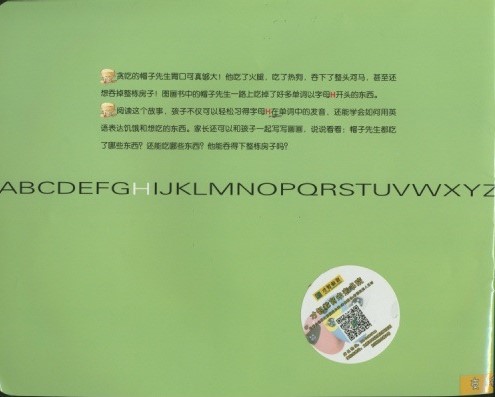 贪吃的帽子先生胃口可真够大！他吃了火腿，吃了热狗，吞下了整头河马，甚至还
想吞掉整栋房子！图画书中的帽子先生一路上吃掉了好多单词以字母H开头的东西。
阅读这个故事，孩子不仅可以轻松习得字母H在单词中的发音，还能学会如何用英
语表达饥饿和想吃的东西。家长还可以和孩子一起写写画画，说说看看：帽子先生都吃
了哪些东西？还能吃哪些东西？他能吞得下整栋房子吗？
ABCDEFGHIJKLMNOPQRSTUVWXYZ